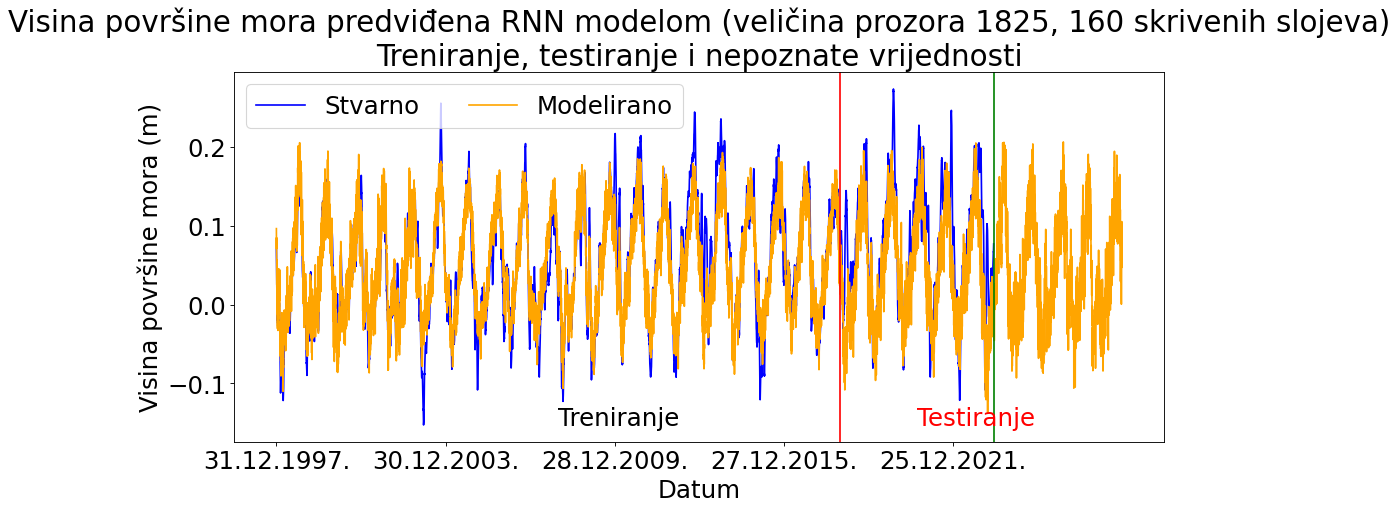 Visina površine mora predviđena RNN modelom (veličina prozora 1825, 160 skrivenih slojeva)
Treniranje, testiranje i nepoznate vrijednosti
Stvarno Modelirano
Visina površine mora (m)
0.2
0.1
0.0
−0.1
Treniranje Testiranje
31.12.1997. 30.12.2003. 28.12.2009. 27.12.2015. 25.12.2021.
Datum